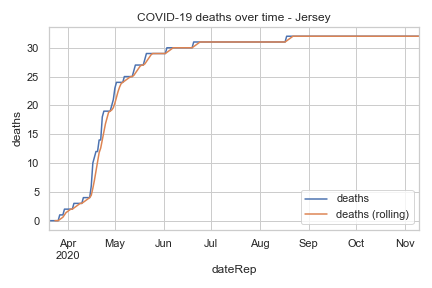 COVID-19 deaths over time - Jersey
deaths
30
25
20
15
10
5
0
Apr May Jun Jul Aug Sep Oct Nov
2020
dateRep
deaths
deaths (rolling)